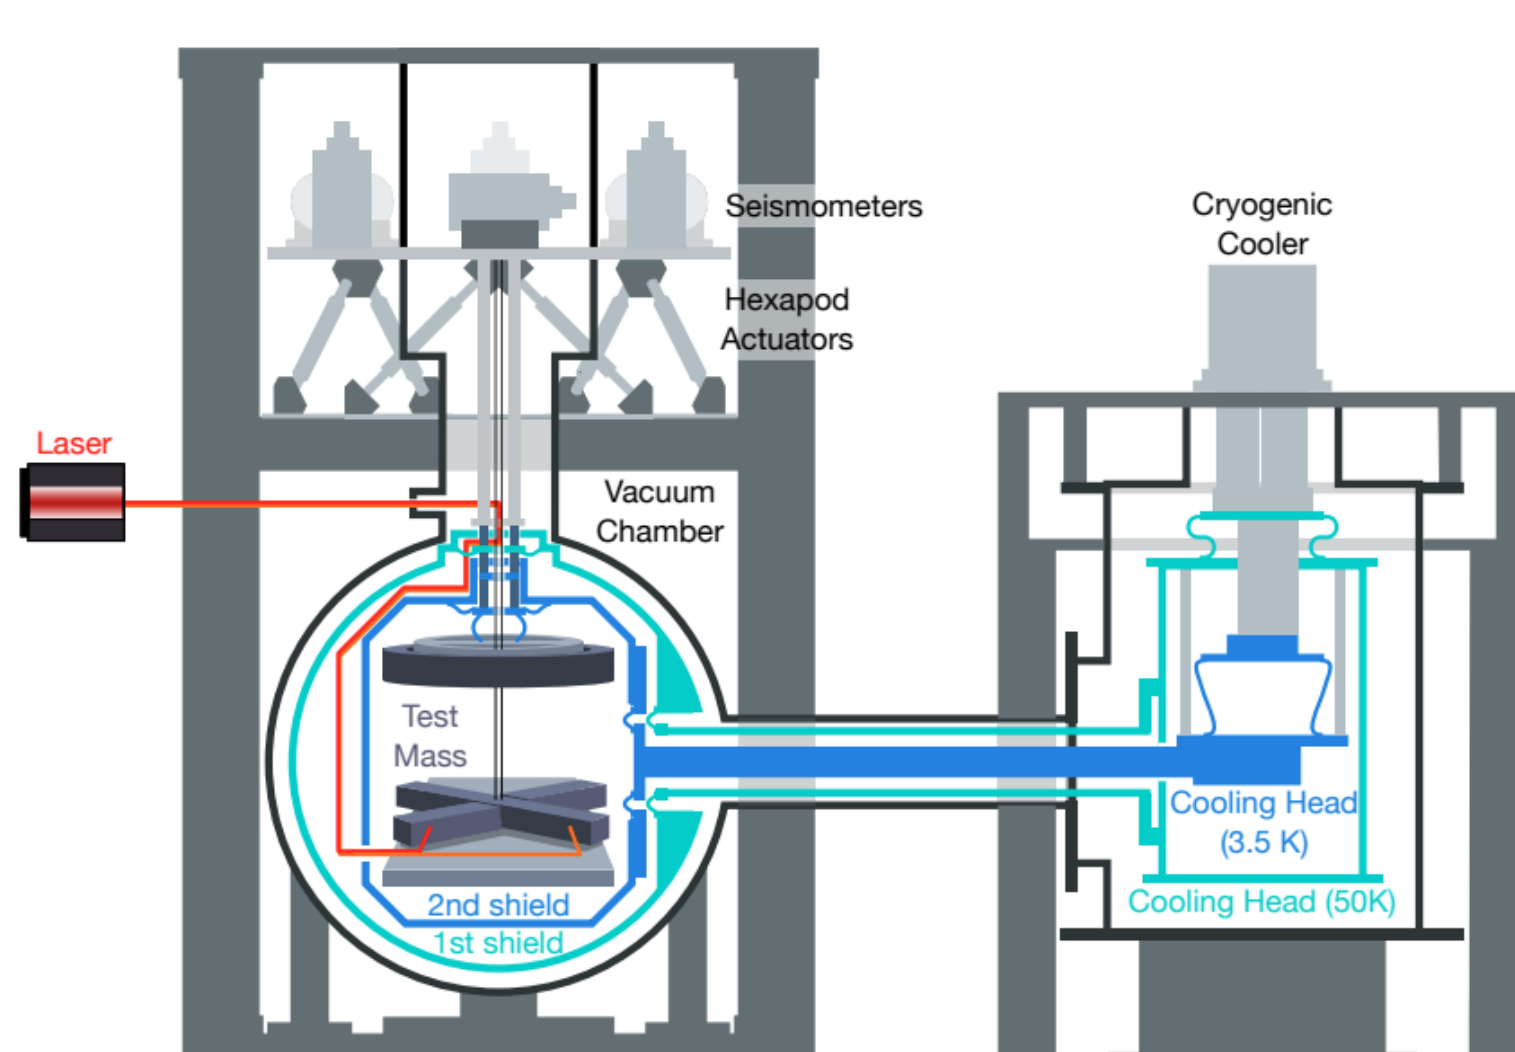 Seismometers
Cryogenic
Cooler
Hexapod
Actuators
Laser
Vacuum
Chamber
Test
Mass
Cooling Head
(3.5 K)
2nd shield
Cooling Head (50K)
1st shield